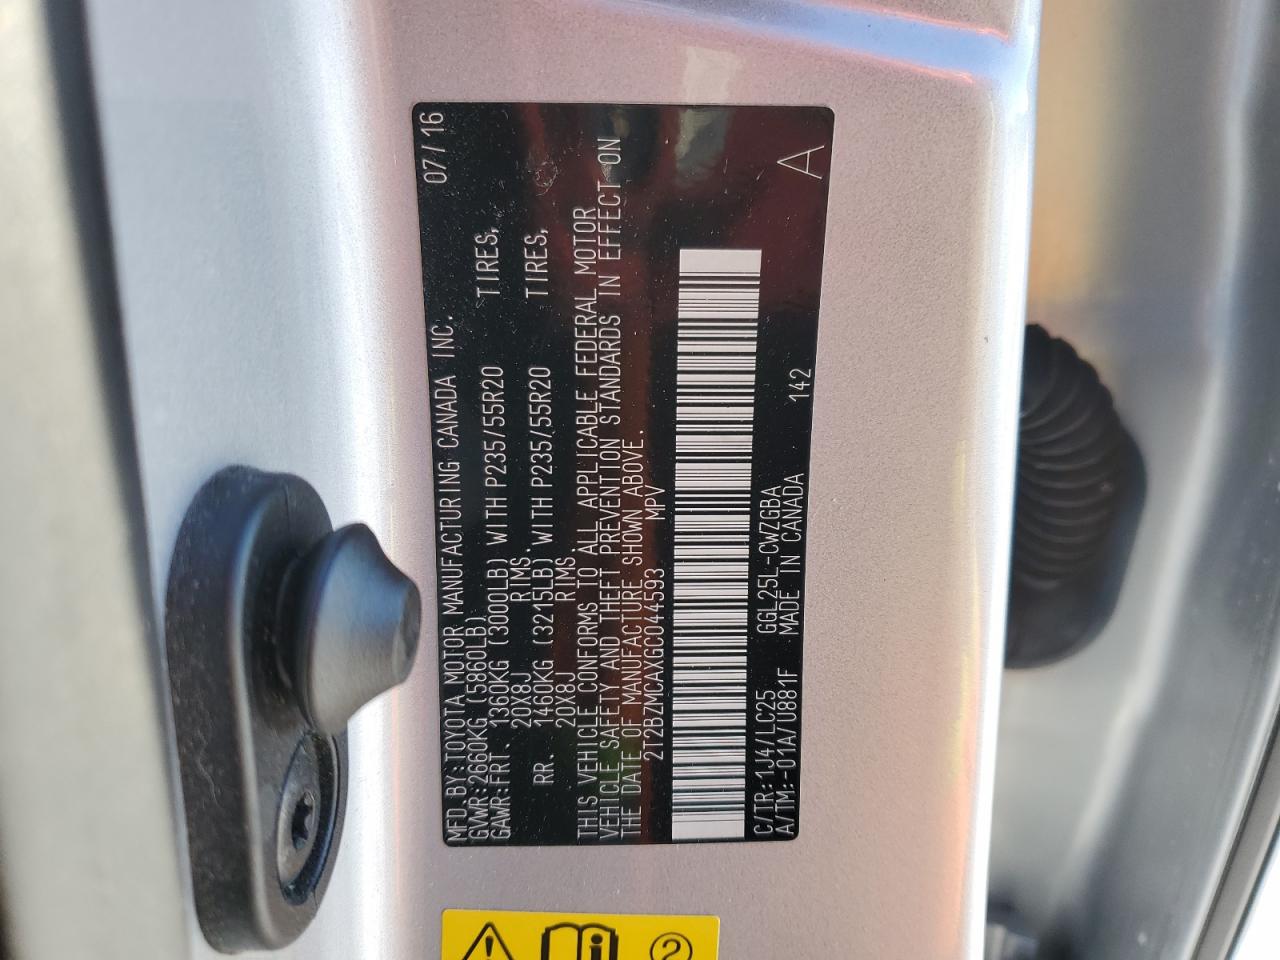 MFD.BY:TOYOTA MOTOR MANUFACTURING CANADA INC. 07/16
GVWR:2660KG (5860LB)
GAWR:FRT. 1360KG (3000LB) WITH P235/55R20 TIRES,
20X8J RIMS.
RR. 1460KG (3215LB) WITH P235/55R20 TIRES,
20X8J RIMS.
THIS VEHICLE CONFORMS TO ALL APPLICABLE FEDERAL MOTOR
VEHICLE SAFETY AND THEFT PREVENTION STANDARDS IN EFFECT ON
THE DATE OF MANUFACTURE SHOWN ABOVE.
2T2BZMCAXGC044593 MPV
C/TR:1J4/LC25 GGL25L-CWZGBA
A/TM:-01A/U881F MADE IN CANADA 142 A